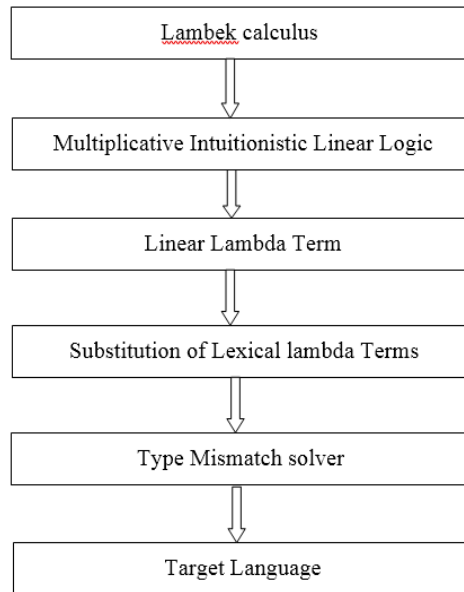 Lambek calculus
Multiplicative Intuitionistic Linear Logic
Linear Lambda Term
Substitution of Lexical lambda Terms
Type Mismatch solver
Target Language